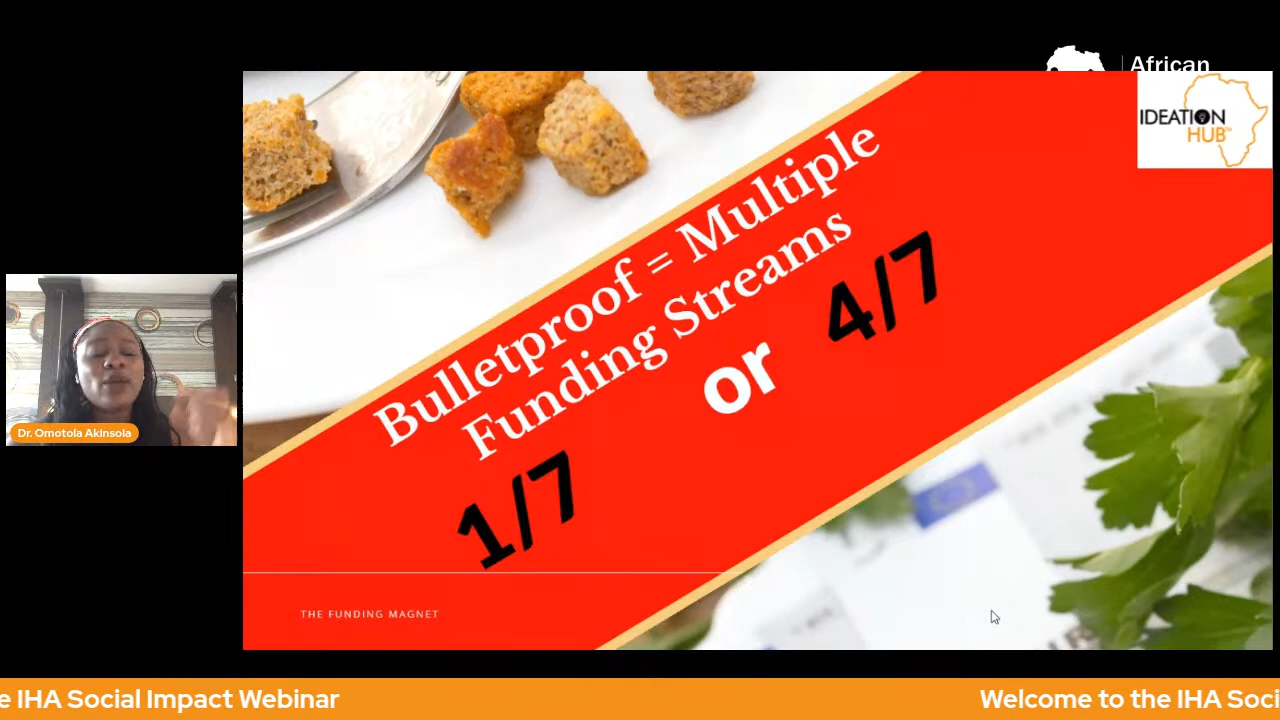 African
IDEATION
HUB
Bulletproof = Multiple
Funding Streams
1/7 or 4/7
THE FUNDING MAGNET
Dr. Omotola Akinsola
e IHA Social Impact Webinar
Welcome to the IHA Soci